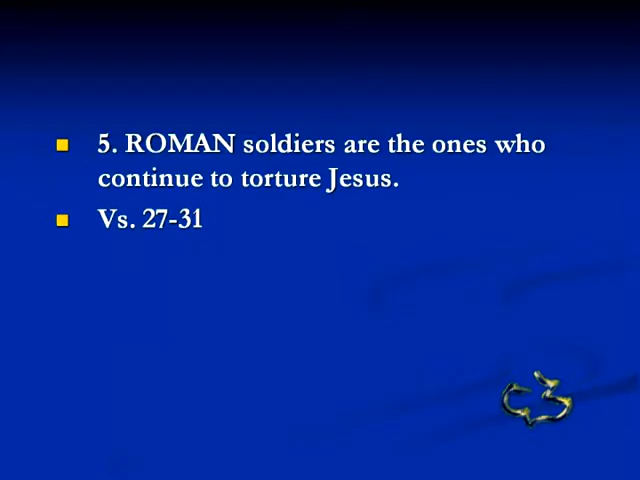 5. ROMAN soldiers are the ones who
continue to torture Jesus.
Vs. 27-31